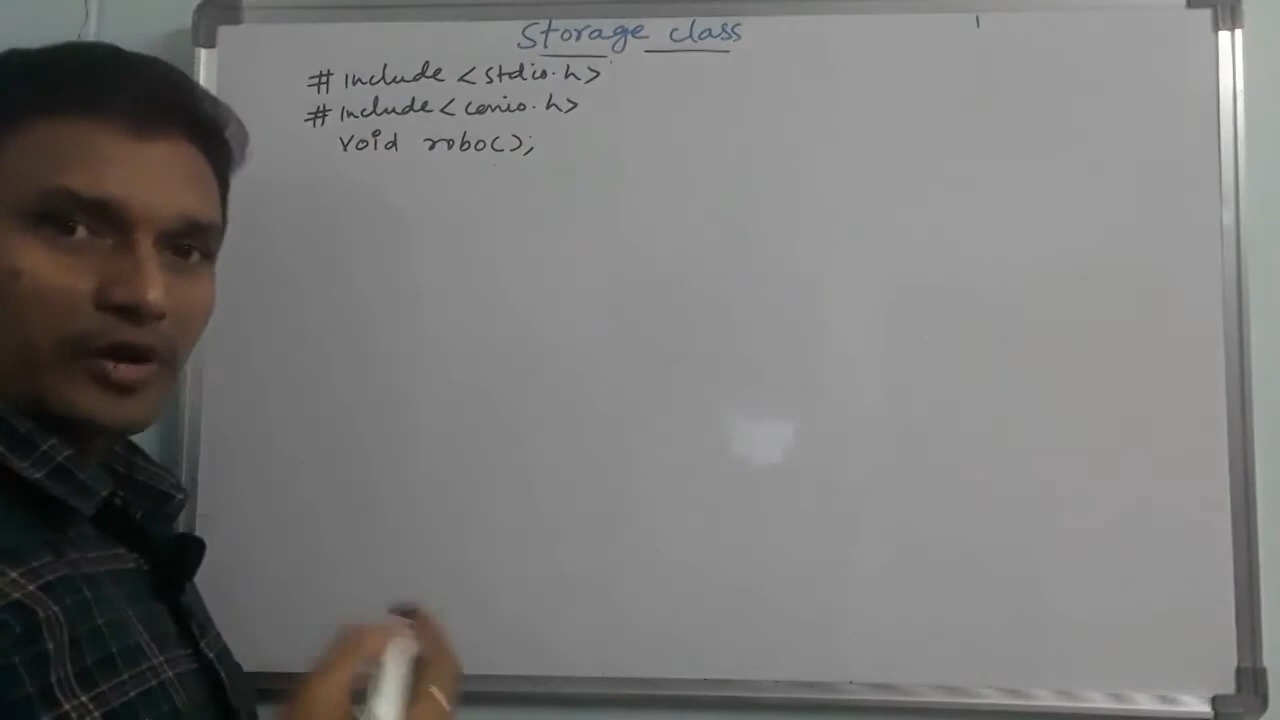 Storage class
# include <stdio.h>
# include <conio.h>
void robo();